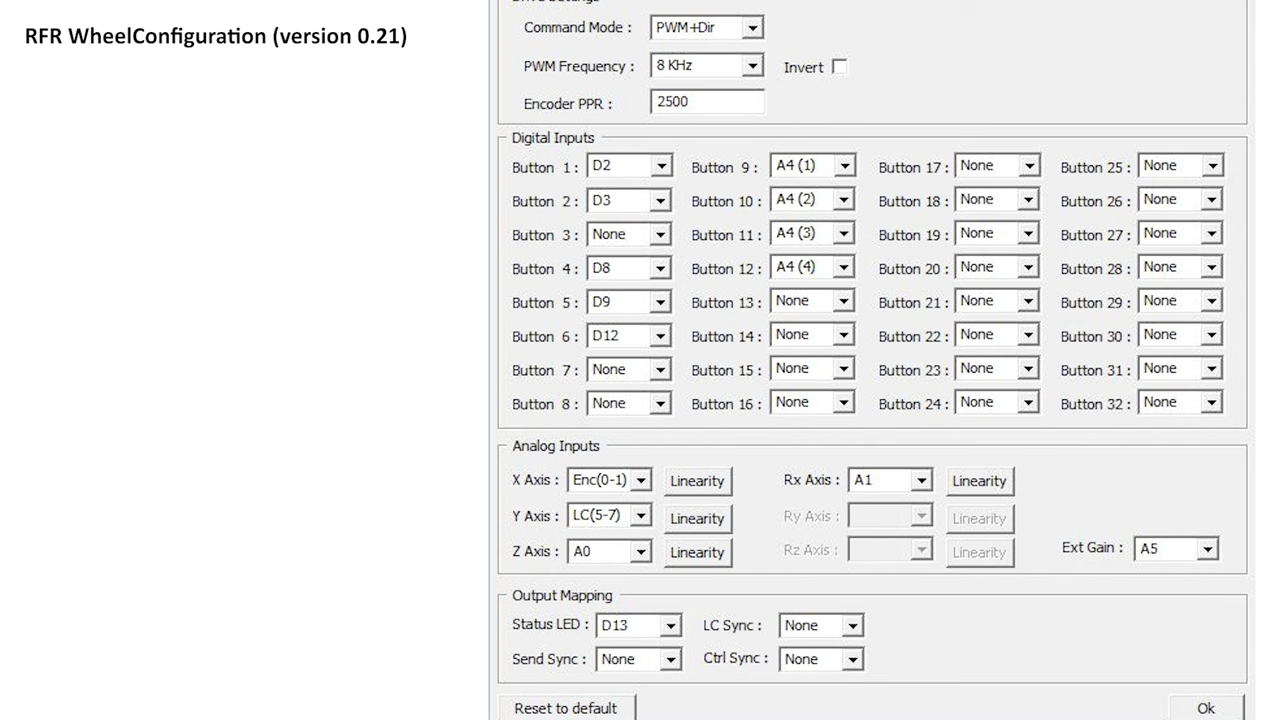 RFR WheelConfiguration (version 0.21)
Command Mode : PWM+Dir
PWM Frequency : 8 KHz Invert
Encoder PPR : 2500
Digital Inputs
Button 1 : D2 Button 9 : A4 (1) Button 17 : None Button 25 : None
Button 2 : D3 Button 10 : A4 (2) Button 18 : None Button 26 : None
Button 3 : None Button 11 : A4 (3) Button 19 : None Button 27 : None
Button 4 : D8 Button 12 : A4 (4) Button 20 : None Button 28 : None
Button 5 : D9 Button 13 : None Button 21 : None Button 29 : None
Button 6 : D12 Button 14 : None Button 22 : None Button 30 : None
Button 7 : None Button 15 : None Button 23 : None Button 31 : None
Button 8 : None Button 16 : None Button 24 : None Button 32 : None
Analog Inputs
X Axis : Enc(0-1) Linearity Rx Axis : A1 Linearity
Y Axis : LC(5-7) Linearity Ry Axis : Linearity
Z Axis : A0 Linearity Rz Axis : Linearity Ext Gain : A5
Output Mapping
Status LED : D13 LC Sync : None
Send Sync : None Ctrl Sync : None
Reset to default Ok